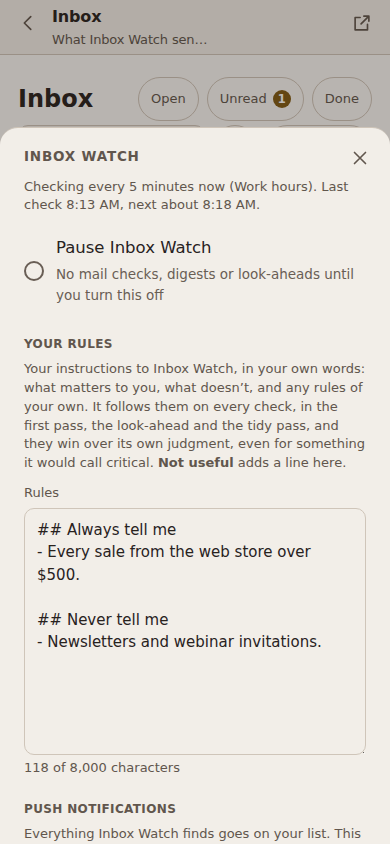 Inbox
What Inbox Watch sen…
Inbox
Open
Unread 1
Done
INBOX WATCH
Checking every 5 minutes now (Work hours). Last
check 8:13 AM, next about 8:18 AM.
Pause Inbox Watch
No mail checks, digests or look-aheads until
you turn this off
YOUR RULES
Your instructions to Inbox Watch, in your own words:
what matters to you, what doesn’t, and any rules of
your own. It follows them on every check, in the
first pass, the look-ahead and the tidy pass, and
they win over its own judgment, even for something
it would call critical. Not useful adds a line here.
Rules
## Always tell me
- Every sale from the web store over
$500.
## Never tell me
- Newsletters and webinar invitations.
118 of 8,000 characters
PUSH NOTIFICATIONS
Everything Inbox Watch finds goes on your list. This